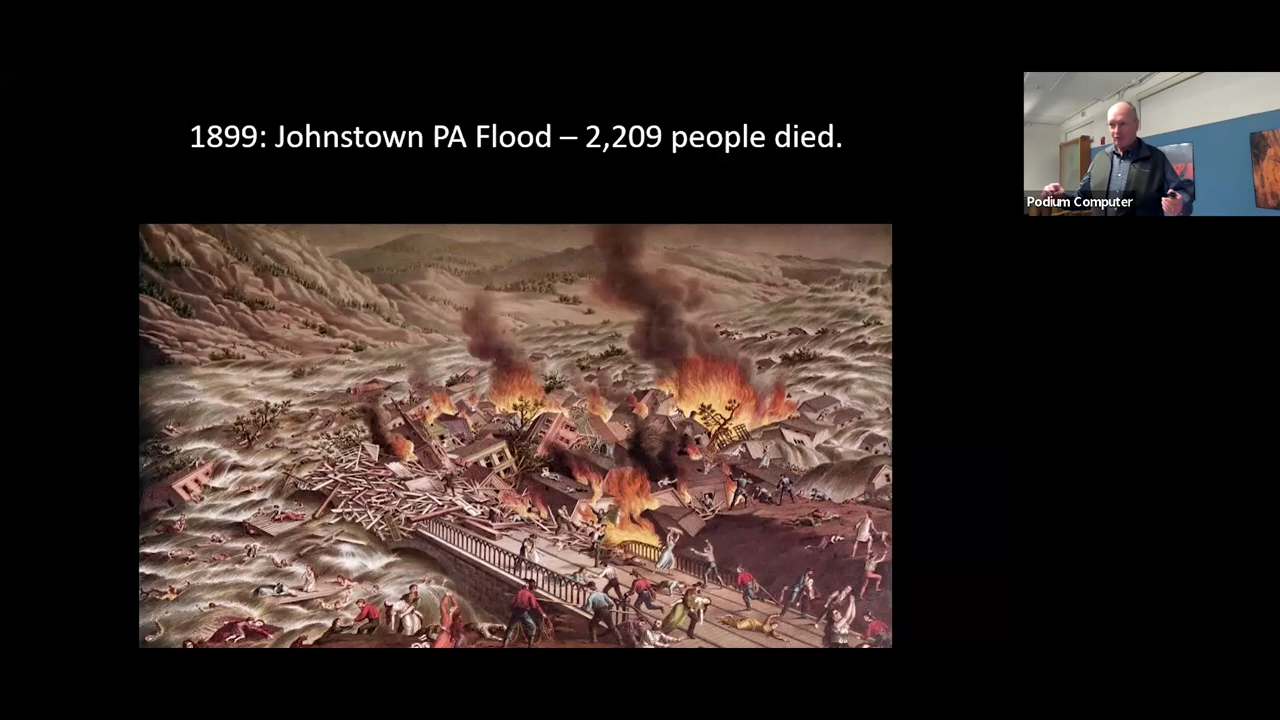 1899: Johnstown PA Flood – 2,209 people died.
Podium Computer